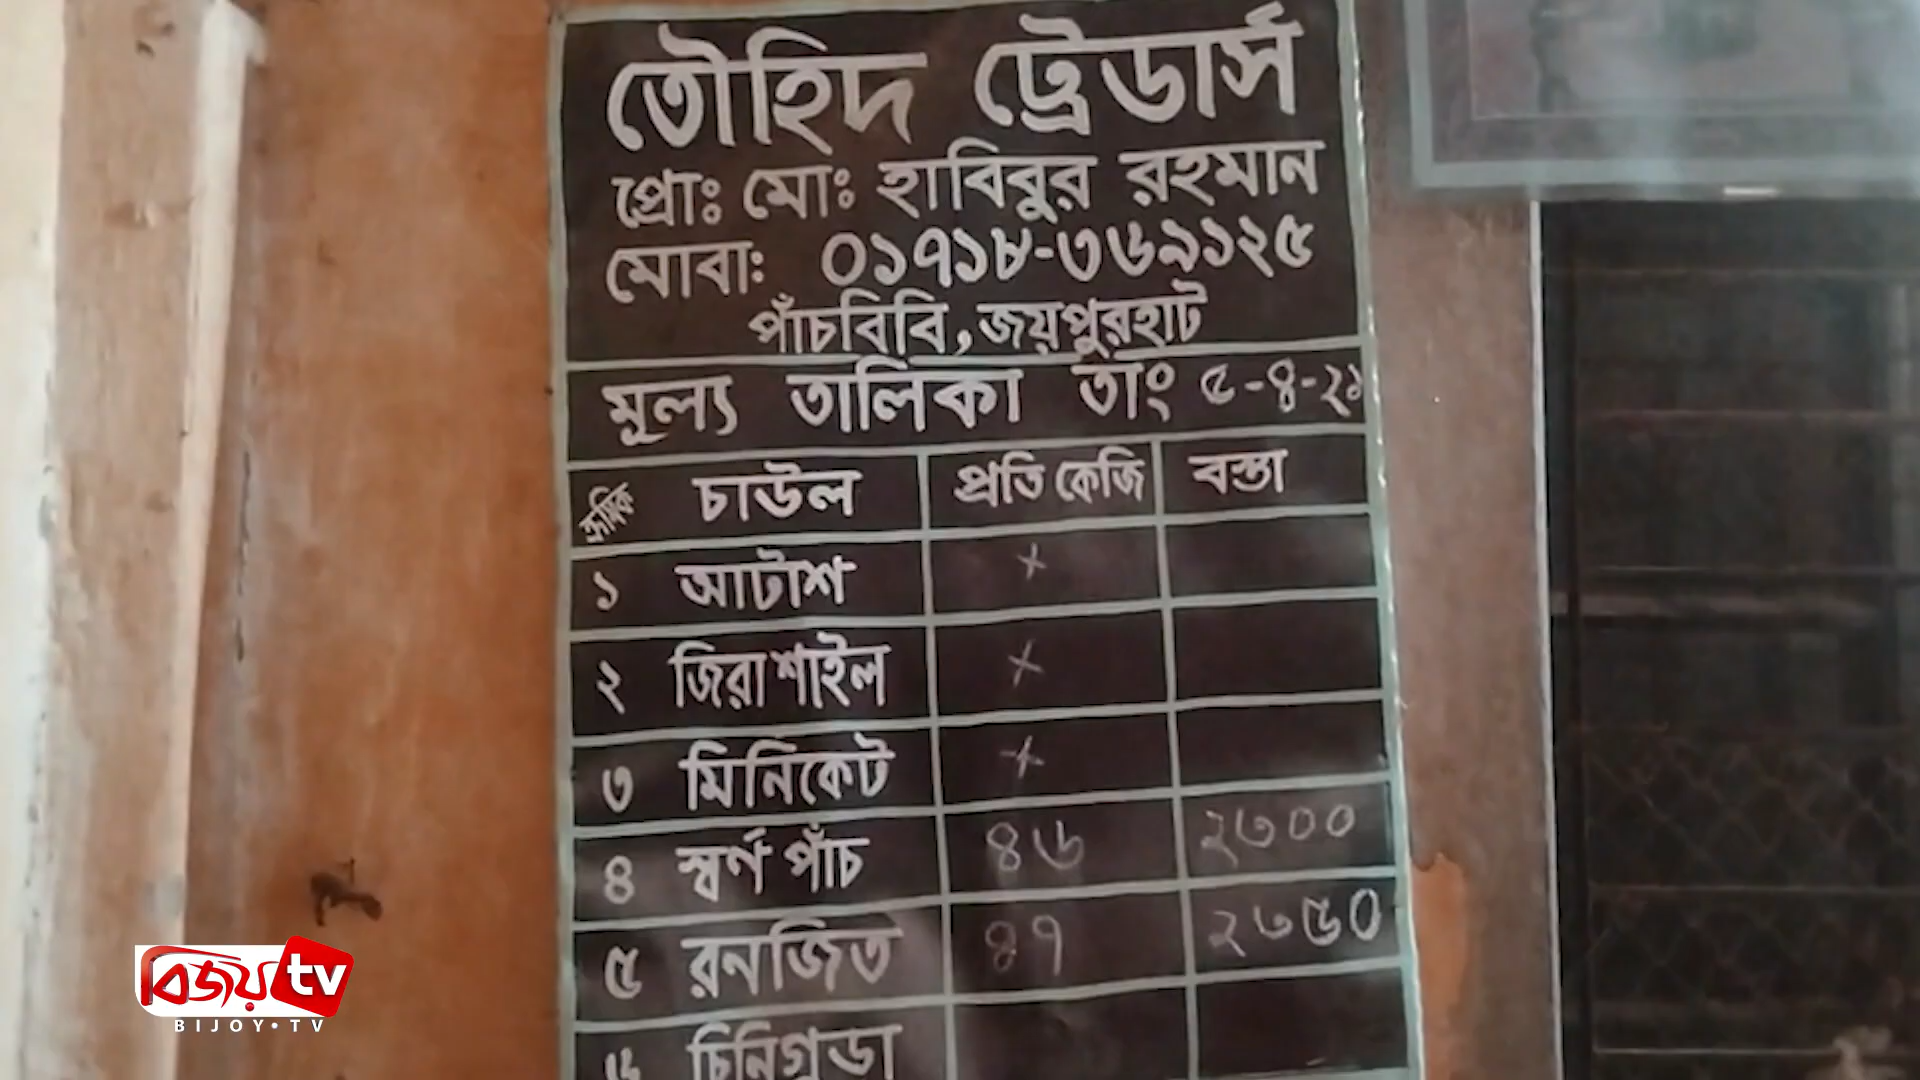 তৌহিদ ট্রেডার্স
প্রোঃ মোঃ হাবিবুর রহমান
মোবাঃ ০১৭১৮-৩৬৯১২৫
পাঁচবিবি, জয়পুরহাট
মূল্য তালিকা তাং ৫-৪-২১
ক্রমিক চাউল প্রতি কেজি বস্তা
১ আটাশ ×
২ জিরাশাইল ×
৩ মিনিকেট ×
৪ স্বর্ণ পাঁচ ৪৬ ২৩০০
৫ রনজিত ৪৭ ২৩৫০
৬ চিনিগুড়া
বিজয় tv
BIJOY•TV